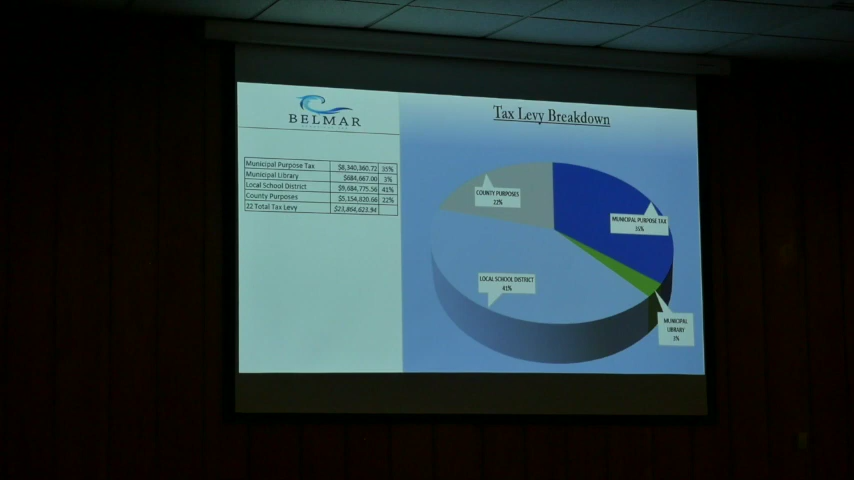 BELMAR
Tax Levy Breakdown
Municipal Purpose Tax $8,340,360.72 35%
Municipal Library $684,667.00 3%
Local School District $9,684,775.56 41%
County Purposes $5,154,820.66 22%
22 Total Tax Levy $23,864,623.94
COUNTY PURPOSES
22%
MUNICIPAL PURPOSE TAX
35%
LOCAL SCHOOL DISTRICT
41%
MUNICIPAL
LIBRARY
3%